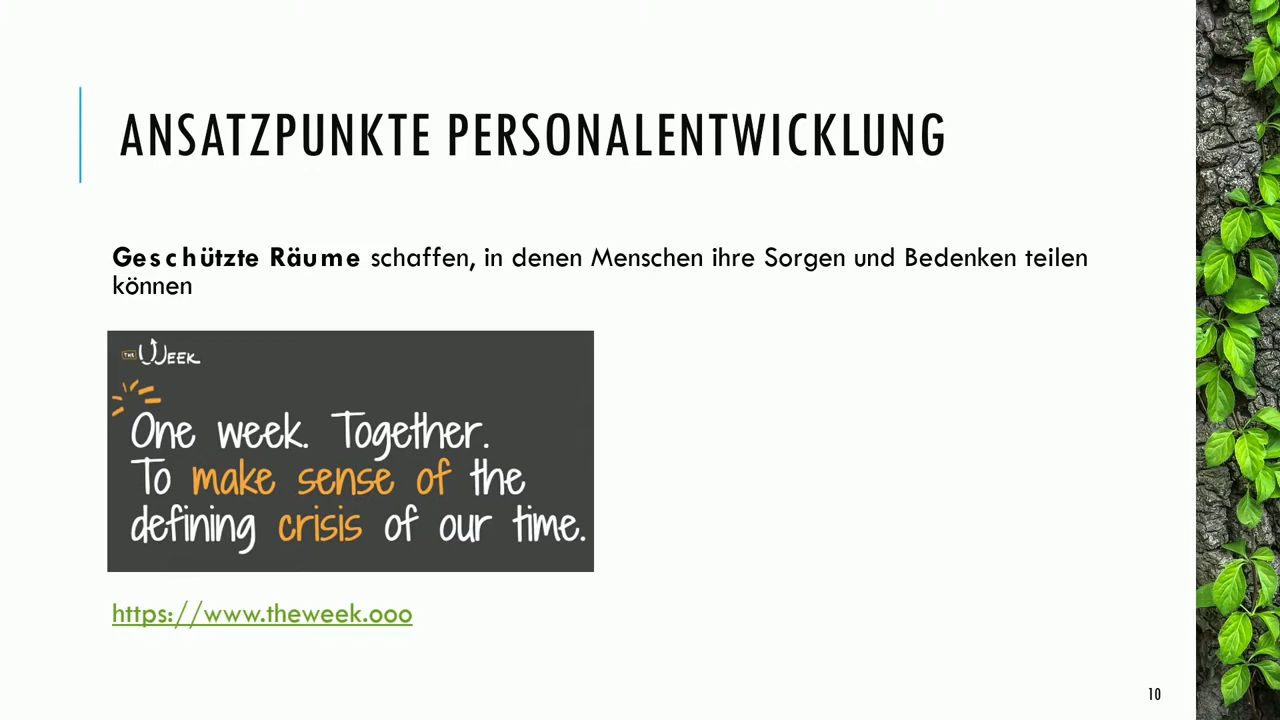 ANSATZPUNKTE PERSONALENTWICKLUNG
Geschützte Räume schaffen, in denen Menschen ihre Sorgen und Bedenken teilen
können
THE WEEK
One week. Together.
To make sense of the
defining crisis of our time.
https://www.theweek.ooo
10